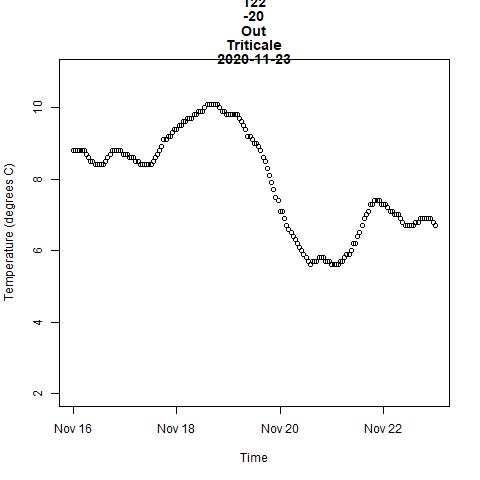 122
-20
Out
Triticale
2020-11-23
Temperature (degrees C)
10
8
6
4
2
Nov 16 Nov 18 Nov 20 Nov 22
Time